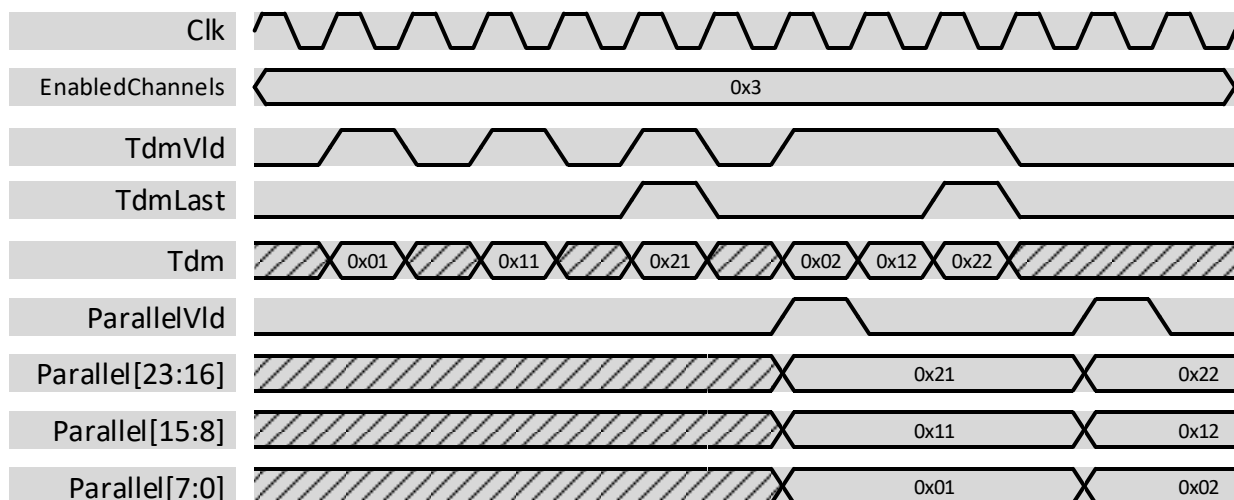 Clk
EnabledChannels 0x3
TdmVld
TdmLast
Tdm 0x01 0x11 0x21 0x02 0x12 0x22
ParallelVld
Parallel[23:16] 0x21 0x22
Parallel[15:8] 0x11 0x12
Parallel[7:0] 0x01 0x02